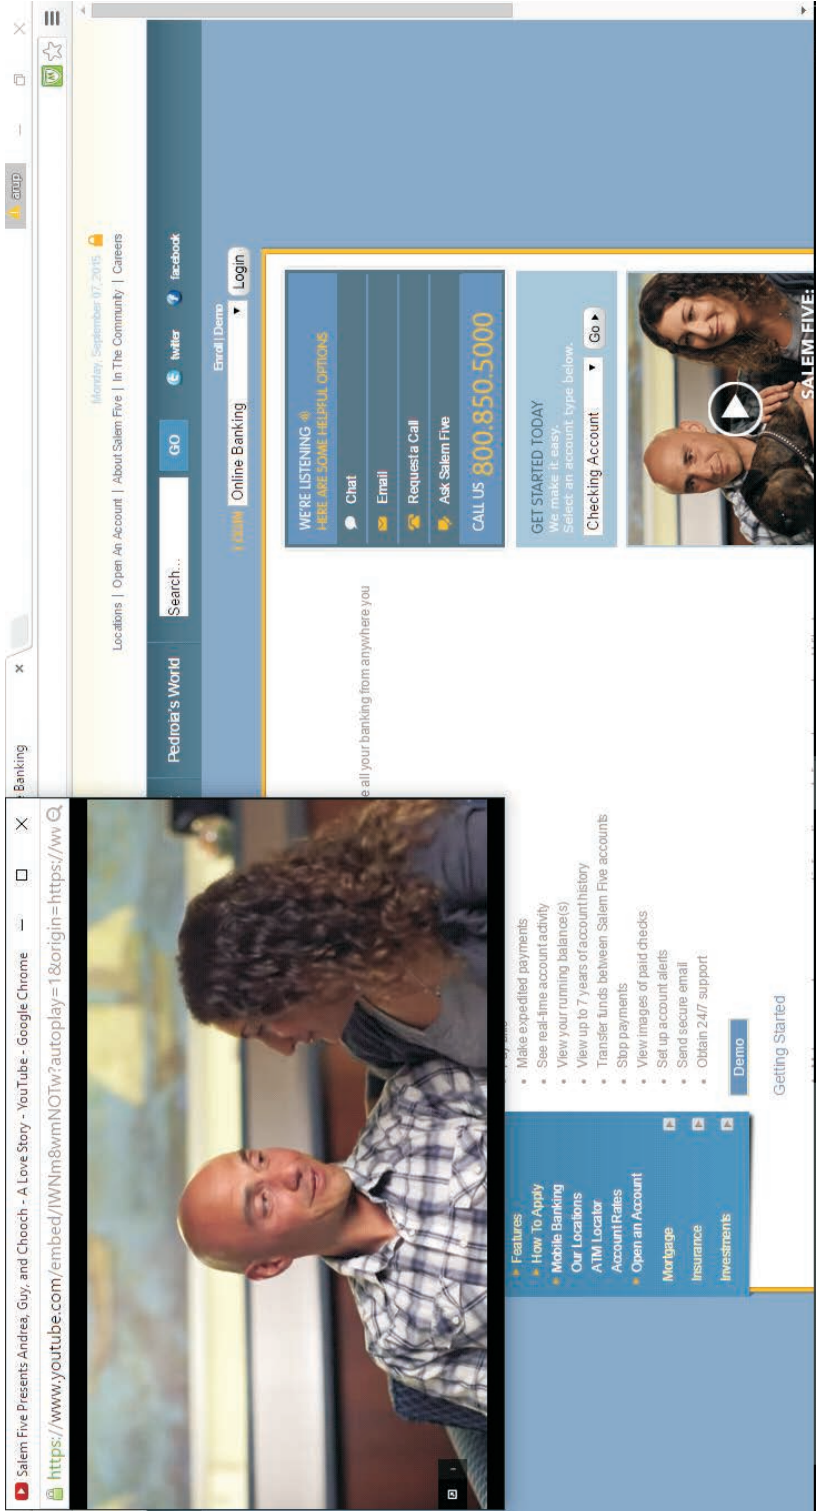 Salem Five Presents Andrea, Guy, and Chooch - A Love Story - YouTube - Google Chrome
https://www.youtube.com/embed/IWNm8wmNOTw?autoplay=1&origin=https://wv
Banking
arup
Monday, September 07, 2015
Locations | Open An Account | About Salem Five | In The Community | Careers
Pedroia's World
Search...
GO
twitter
facebook
Enroll | Demo
Online Banking
Login
all your banking from anywhere you
WE'RE LISTENING
HERE ARE SOME HELPFUL OPTIONS
Chat
Email
Request a Call
Ask Salem Five
CALL US 800.850.5000
GET STARTED TODAY
We make it easy.
Select an account type below.
Checking Account
Go
SALEM FIVE:
Features
How To Apply
Mobile Banking
Our Locations
ATM Locator
Account Rates
Open an Account
Mortgage
Insurance
Investments
• Make expedited payments
• See real-time account activity
• View your running balance(s)
• View up to 7 years of account history
• Transfer funds between Salem Five accounts
• Stop payments
• View images of paid checks
• Set up account alerts
• Send secure email
• Obtain 24/7 support
Demo
Getting Started